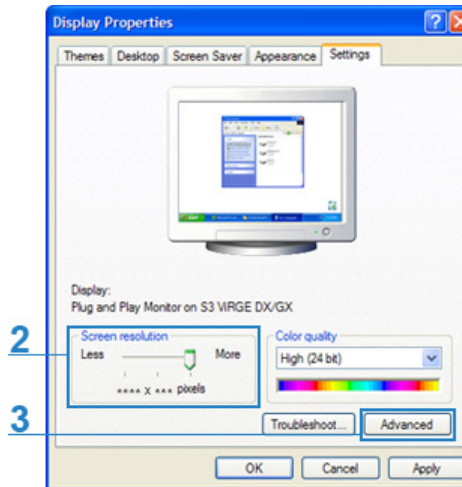 Display Properties
Themes Desktop Screen Saver Appearance Settings
Display:
Plug and Play Monitor on S3 VIRGE DX/GX
2
Screen resolution
Less More
**** X *** pixels
Color quality
High (24 bit)
3
Troubleshoot... Advanced
OK Cancel Apply